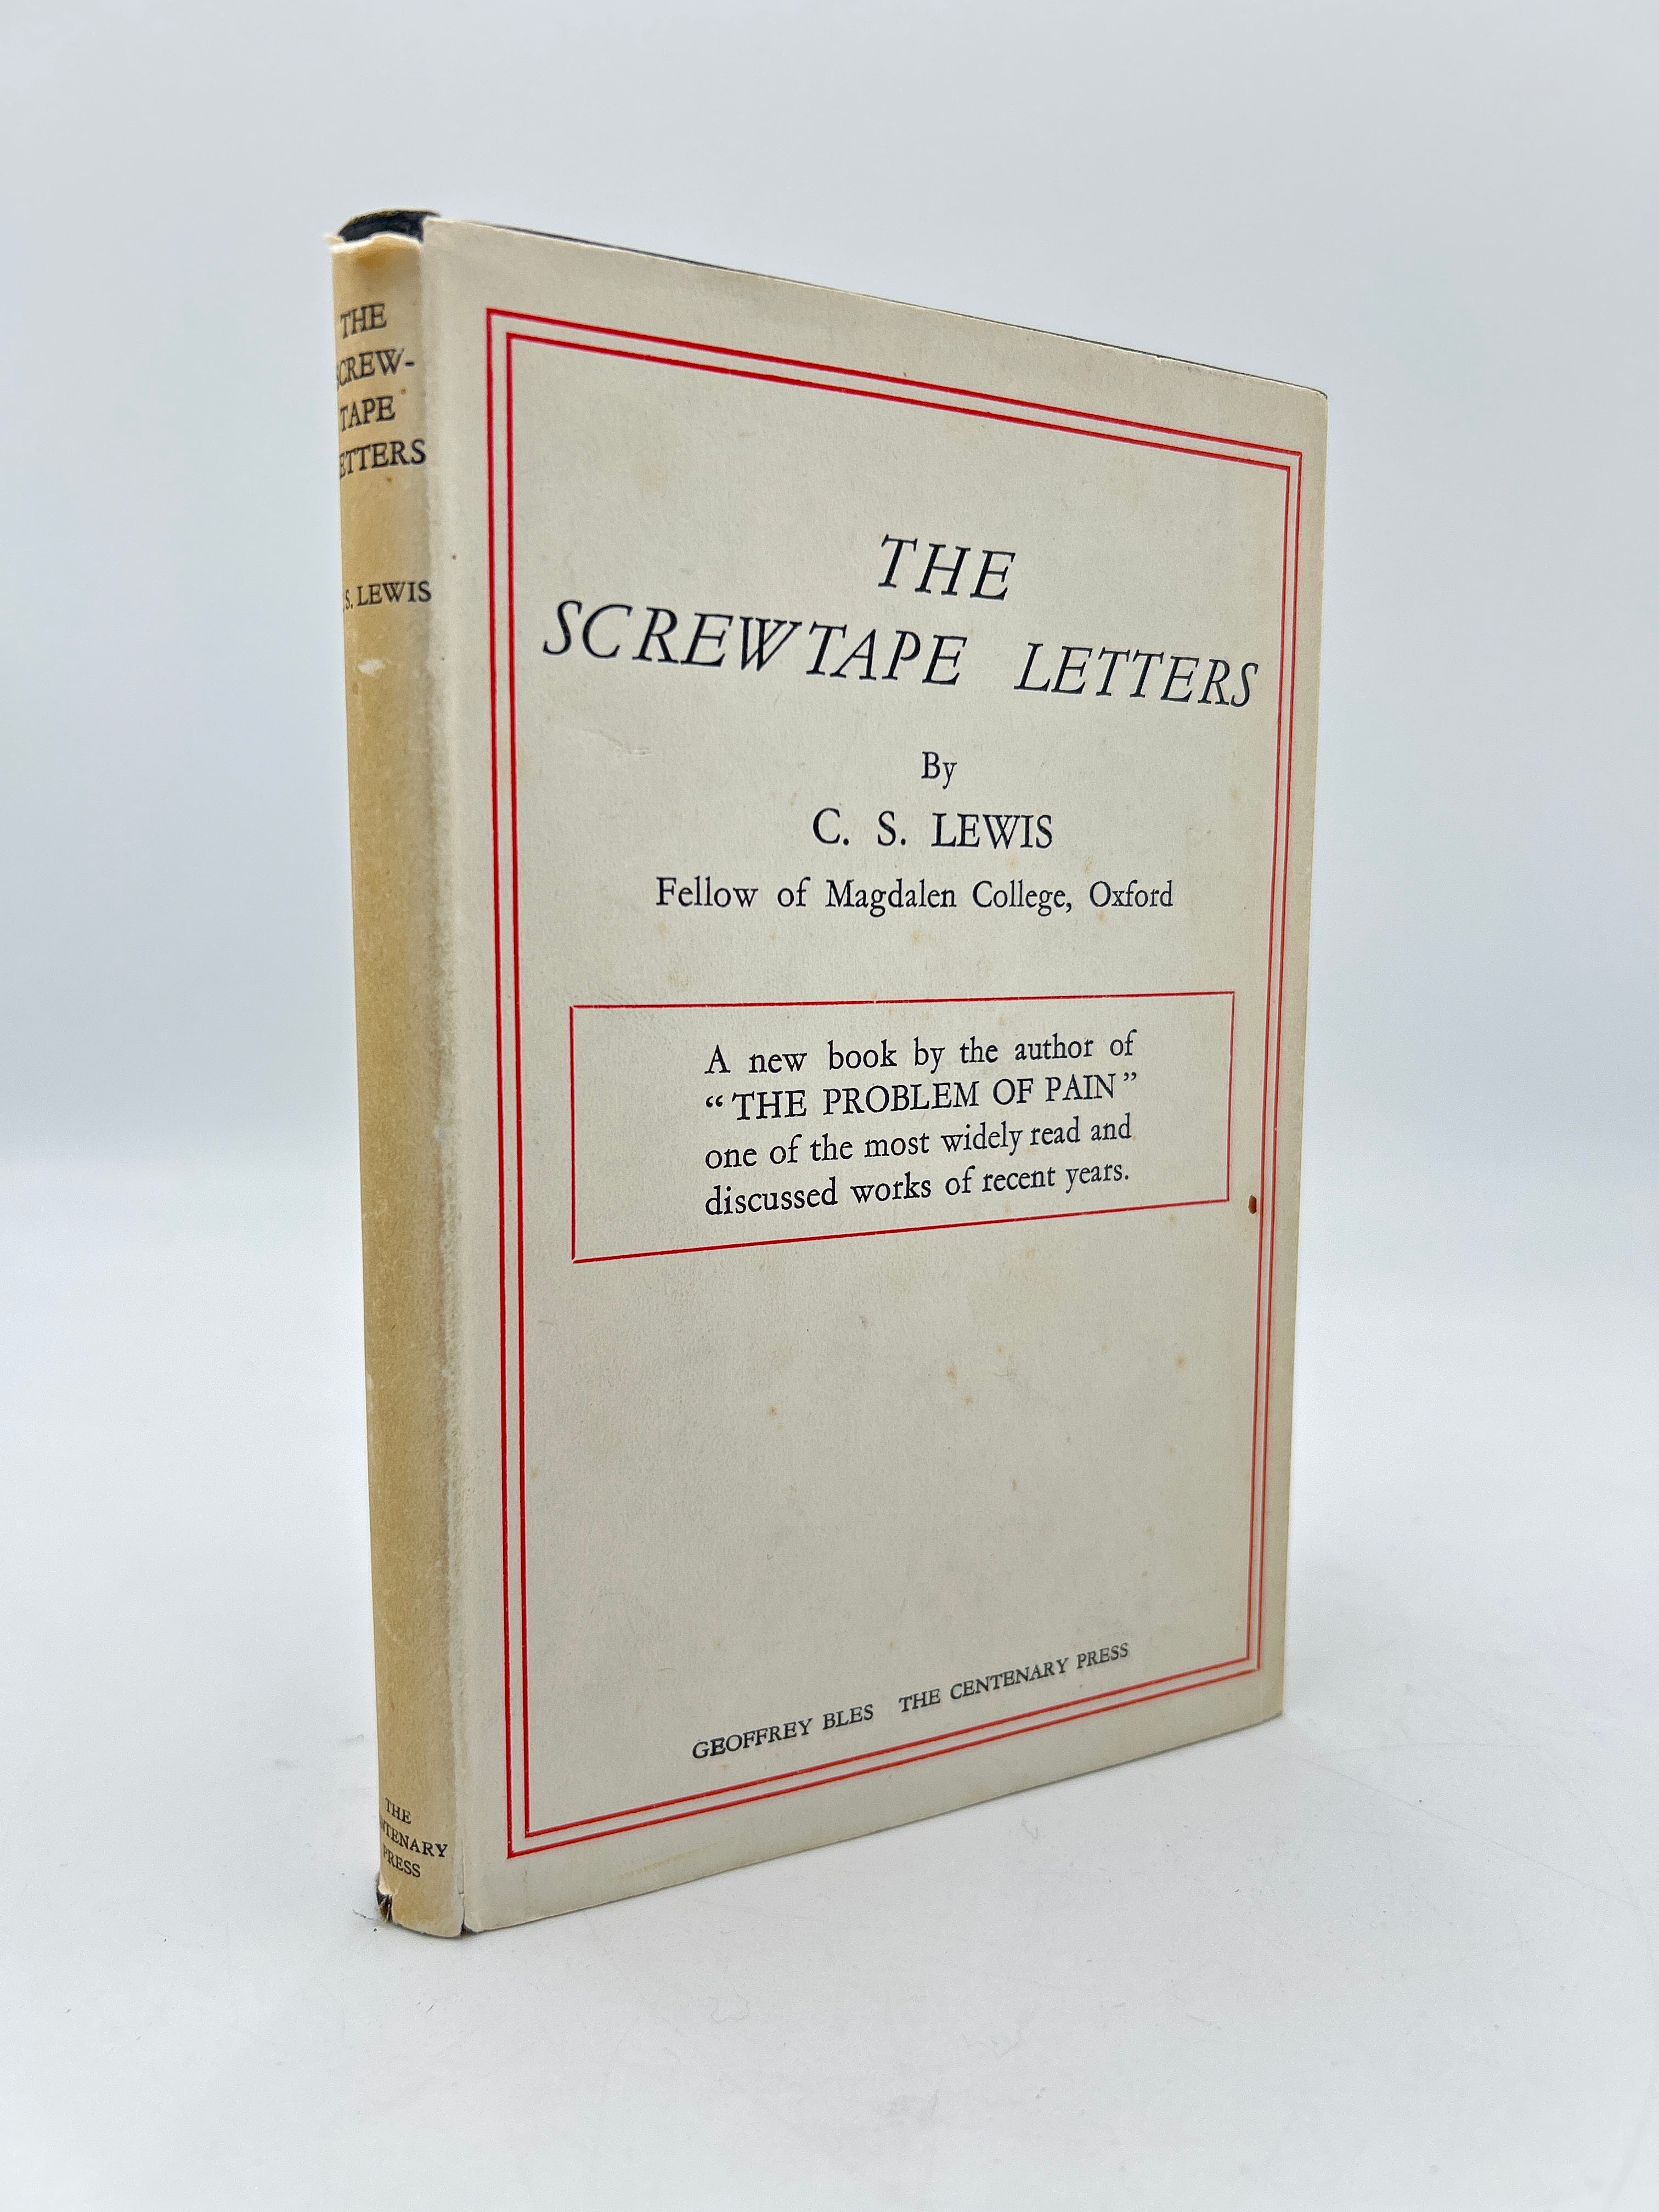 THE
SCREW-
TAPE
LETTERS
S. LEWIS
THE
CENTENARY
PRESS
THE
SCREWTAPE LETTERS
By
C. S. LEWIS
Fellow of Magdalen College, Oxford
A new book by the author of
“THE PROBLEM OF PAIN”
one of the most widely read and
discussed works of recent years.
GEOFFREY BLES THE CENTENARY PRESS